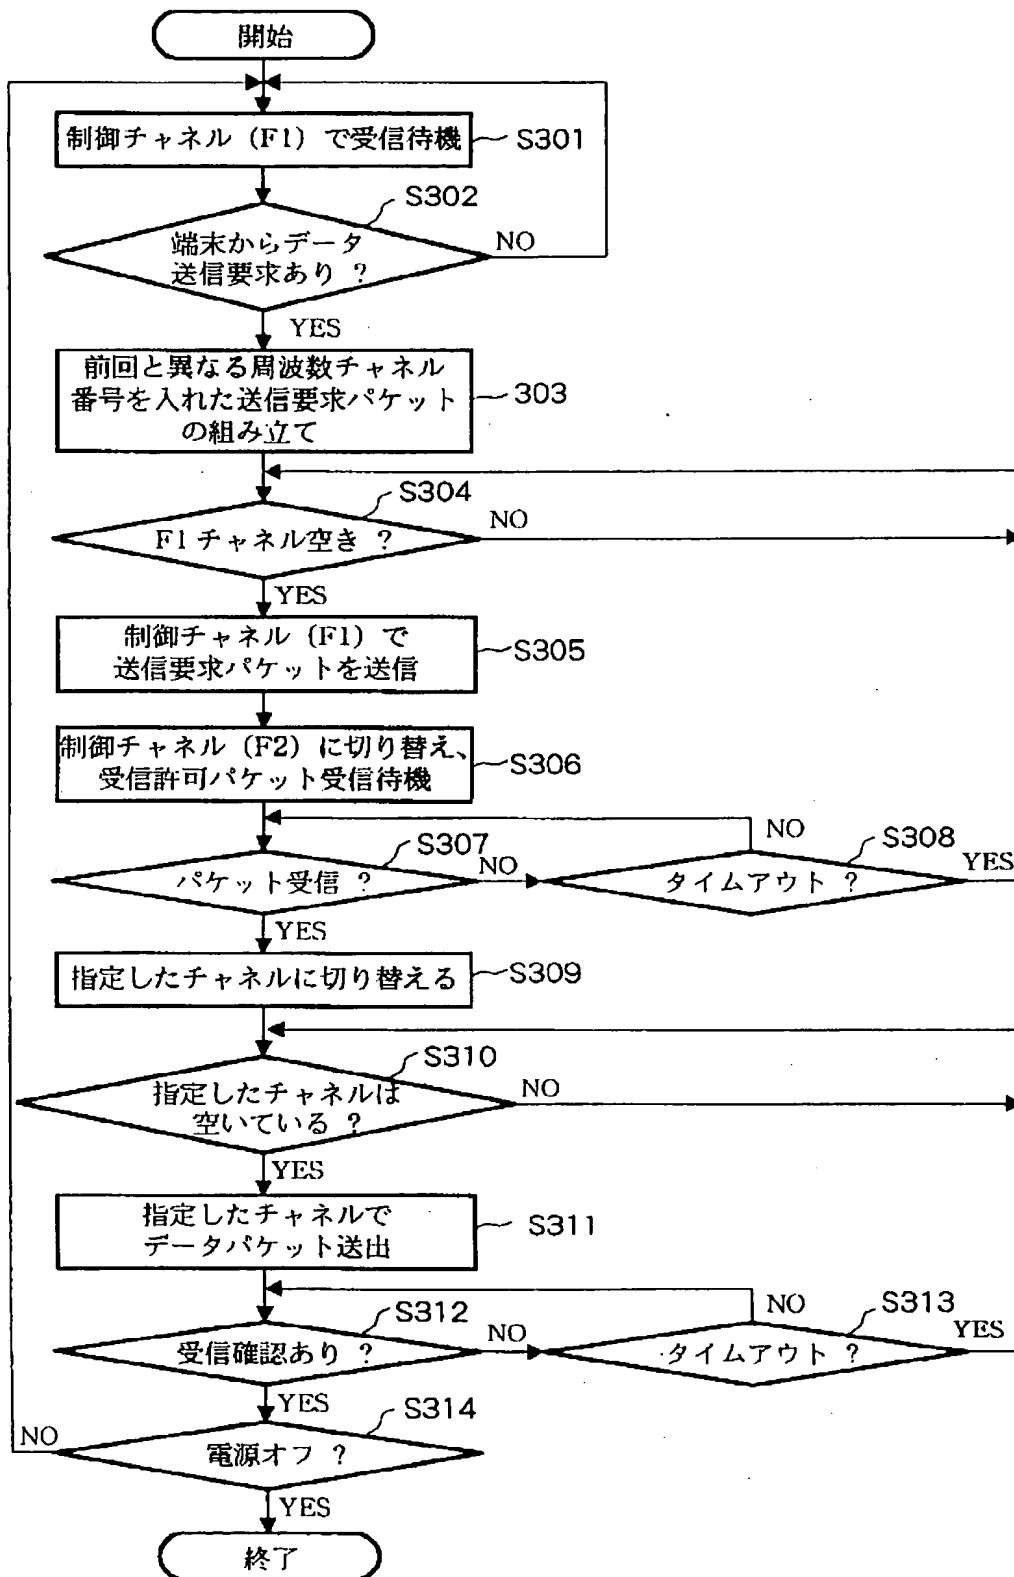 開始
制御チャネル (F1) で受信待機
S301
S302
端末からデータ
送信要求あり ?
NO
YES
前回と異なる周波数チャネル
番号を入れた送信要求パケット
の組み立て
303
S304
F1 チャネル空き ?
NO
YES
制御チャネル (F1) で
送信要求パケットを送信
S305
制御チャネル (F2) に切り替え、
受信許可パケット受信待機
S306
S307
パケット受信 ?
NO
YES
NO
S308
タイムアウト ?
YES
指定したチャネルに切り替える
S309
S310
指定したチャネルは
空いている ?
NO
YES
指定したチャネルで
データパケット送出
S311
S312
受信確認あり ?
NO
YES
NO
S313
タイムアウト ?
YES
S314
NO
電源オフ ?
YES
終了